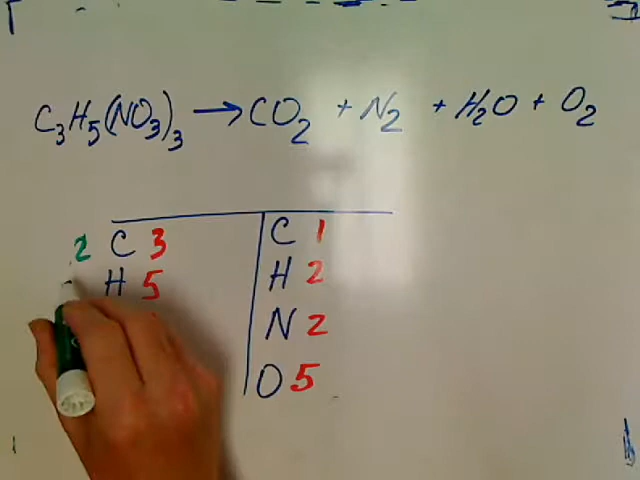 C₃H₅(NO₃)₃ → CO₂ + N₂ + H₂O + O₂
2 C 3 C 1
H 5 H 2
N 2
O 5